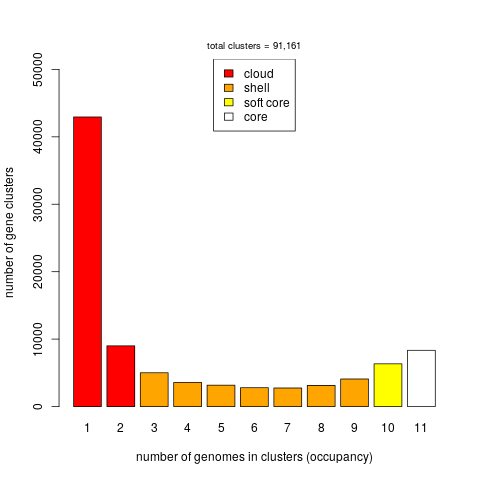 total clusters = 91,161
cloud
shell
soft core
core
number of gene clusters
50000
40000
30000
20000
10000
0
1 2 3 4 5 6 7 8 9 10 11
number of genomes in clusters (occupancy)